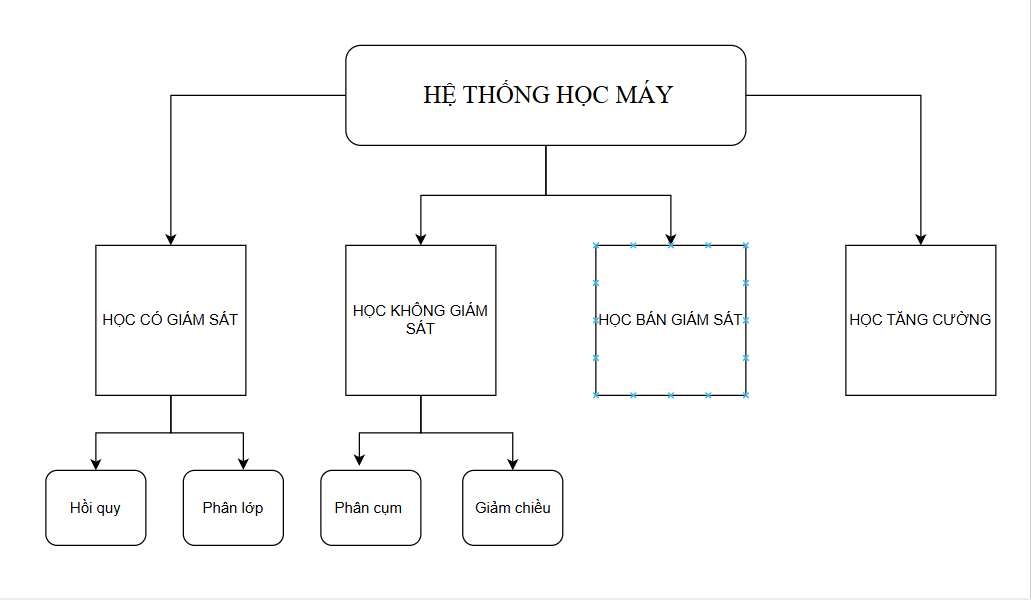 HỆ THỐNG HỌC MÁY
HỌC CÓ GIÁM SÁT
HỌC KHÔNG GIÁM
SÁT
HỌC BÁN GIÁM SÁT
HỌC TĂNG CƯỜNG
Hồi quy
Phân lớp
Phân cụm
Giảm chiều